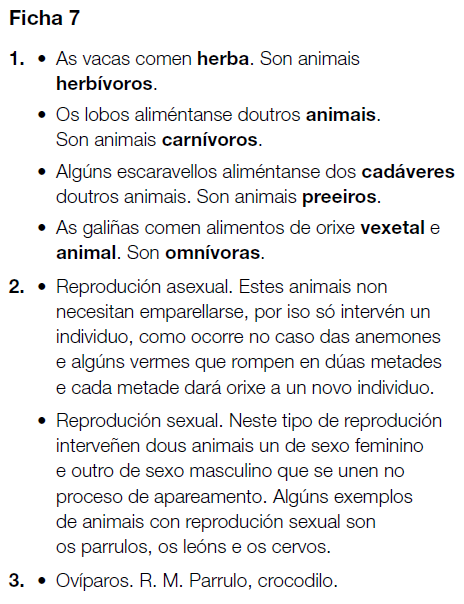 Ficha 7
1. • As vacas comen herba. Son animais
herbívoros.
• Os lobos aliméntanse doutros animais.
Son animais carnívoros.
• Algúns escaravellos aliméntanse dos cadáveres
doutros animais. Son animais preeiros.
• As galiñas comen alimentos de orixe vexetal e
animal. Son omnívoras.
2. • Reprodución asexual. Estes animais non
necesitan emparellarse, por iso só intervén un
individuo, como ocorre no caso das anemones
e algúns vermes que rompen en dúas metades
e cada metade dará orixe a un novo individuo.
• Reprodución sexual. Neste tipo de reprodución
interveñen dous animais un de sexo feminino
e outro de sexo masculino que se unen no
proceso de apareamento. Algúns exemplos
de animais con reprodución sexual son
os parrulos, os leóns e os cervos.
3. • Ovíparos. R. M. Parrulo, crocodilo.